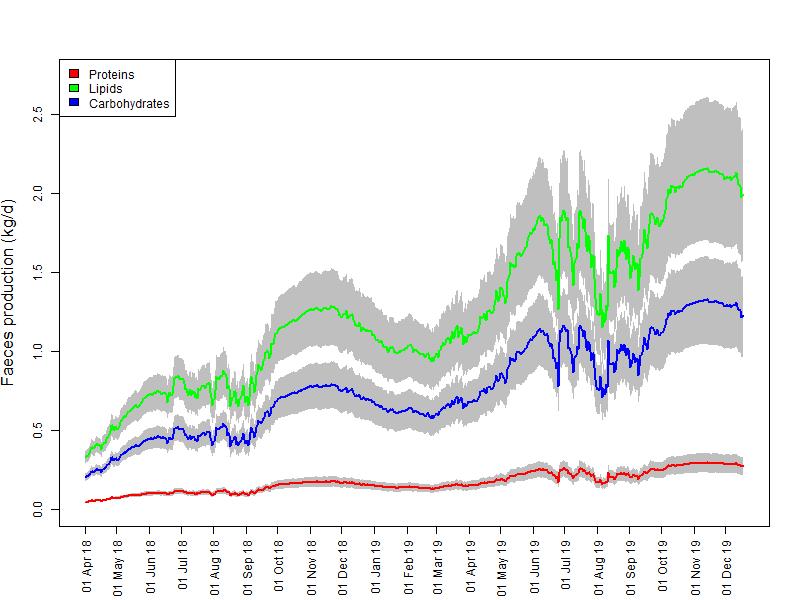 Proteins
Lipids
Carbohydrates
Faeces production (kg/d)
2.5
2.0
1.5
1.0
0.5
0.0
01 Apr 18
01 May 18
01 Jun 18
01 Jul 18
01 Aug 18
01 Sep 18
01 Oct 18
01 Nov 18
01 Dec 18
01 Jan 19
01 Feb 19
01 Mar 19
01 Apr 19
01 May 19
01 Jun 19
01 Jul 19
01 Aug 19
01 Sep 19
01 Oct 19
01 Nov 19
01 Dec 19